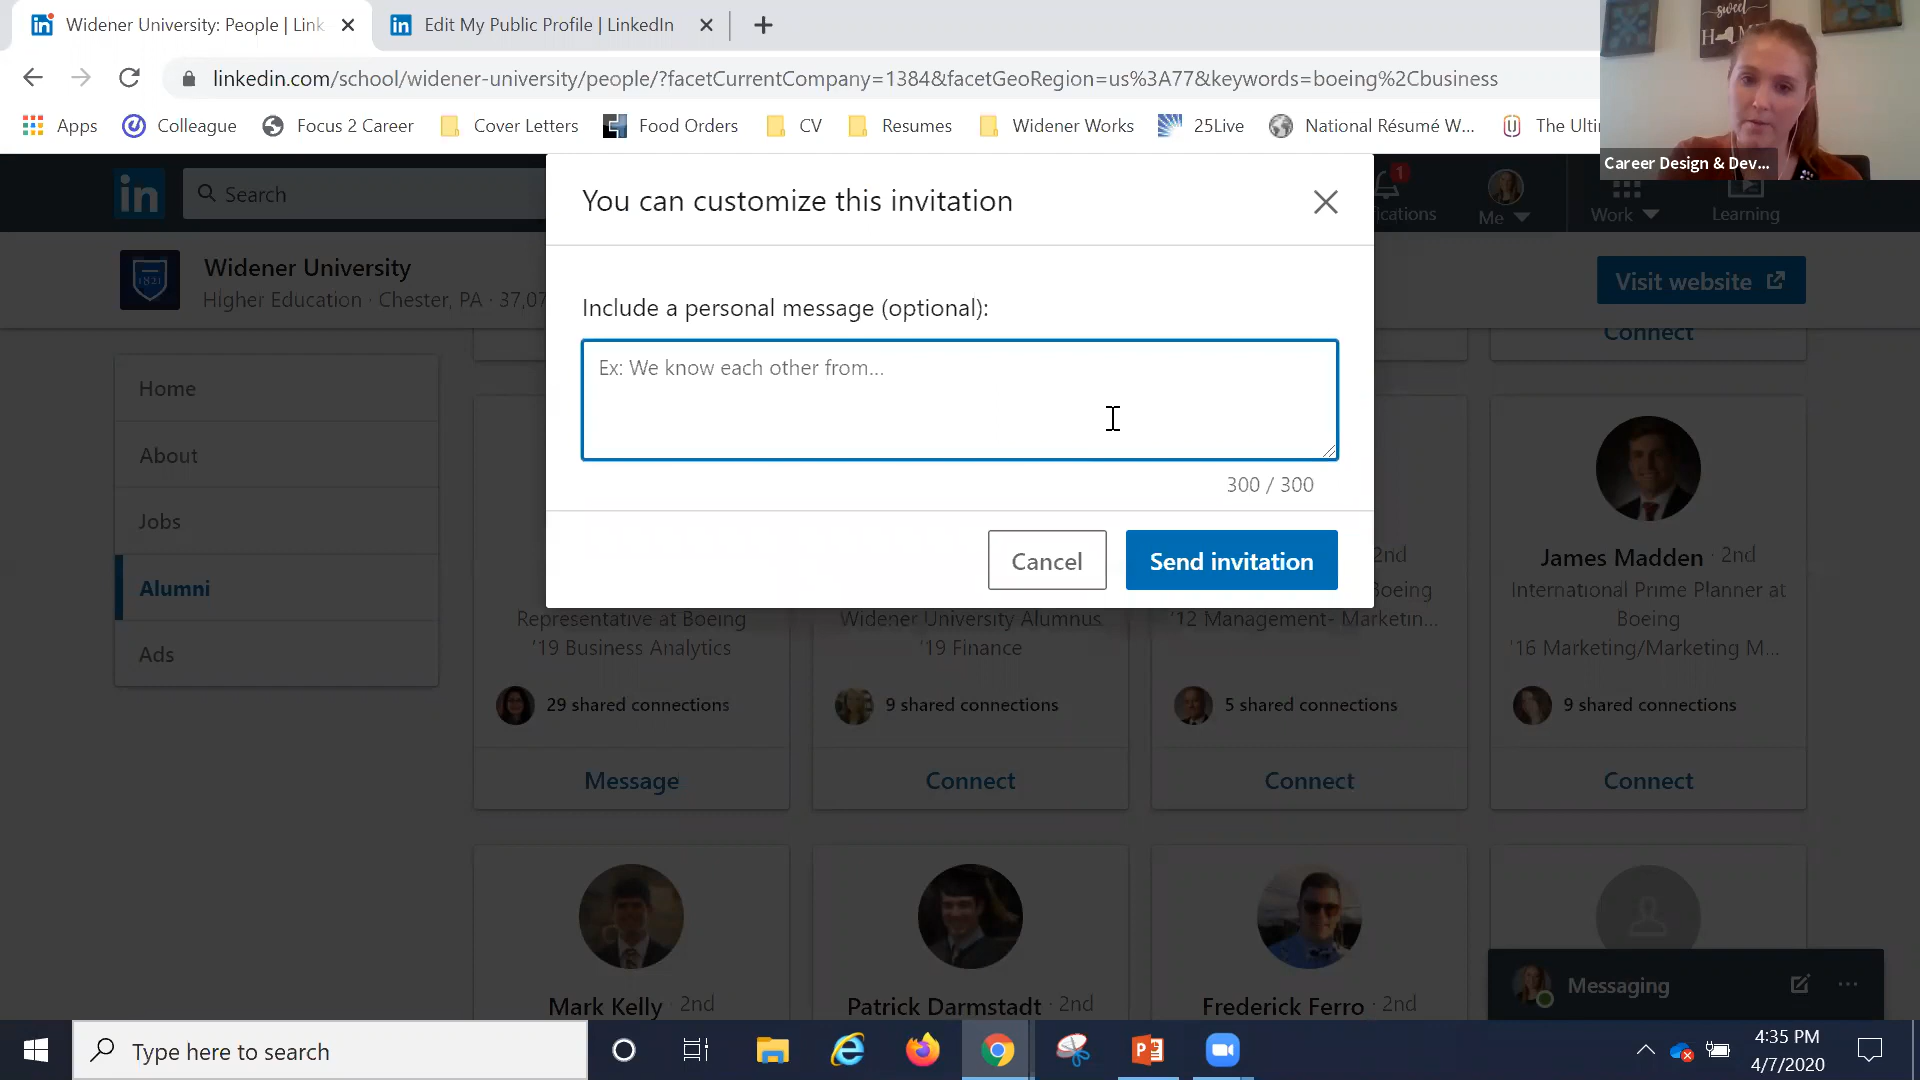 Widener University: People | Link
Edit My Public Profile | LinkedIn
linkedin.com/school/widener-university/people/?facetCurrentCompany=1384&facetGeoRegion=us%3A77&keywords=boeing%2Cbusiness
Apps
Colleague
Focus 2 Career
Cover Letters
Food Orders
CV
Resumes
Widener Works
25Live
National Résumé W...
The Ulti
sweet
Career Design & Dev...
in
Search
1
ications
Me
Work
Learning
You can customize this invitation
Widener University
Higher Education · Chester, PA · 37,07
Visit website
Include a personal message (optional):
Ex: We know each other from...
300 / 300
Cancel
Send invitation
Home
About
Jobs
Alumni
Ads
Connect
Representative at Boeing
'19 Business Analytics
29 shared connections
Message
Widener University Alumnus.
'19 Finance
9 shared connections
Connect
2nd
Boeing
'12 Management- Marketin...
5 shared connections
Connect
James Madden · 2nd
International Prime Planner at
Boeing
'16 Marketing/Marketing M...
9 shared connections
Connect
Mark Kelly · 2nd
Patrick Darmstadt · 2nd
Frederick Ferro · 2nd
Messaging
Type here to search
4:35 PM
4/7/2020